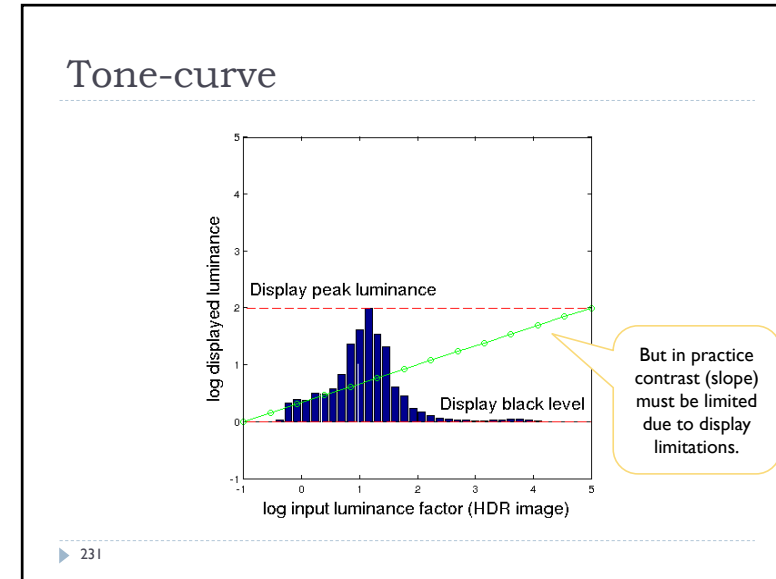 Tone-curve
5
4
3
2
1
0
-1
log displayed luminance
Display peak luminance
Display black level
-1 0 1 2 3 4 5
log input luminance factor (HDR image)
But in practice
contrast (slope)
must be limited
due to display
limitations.
231